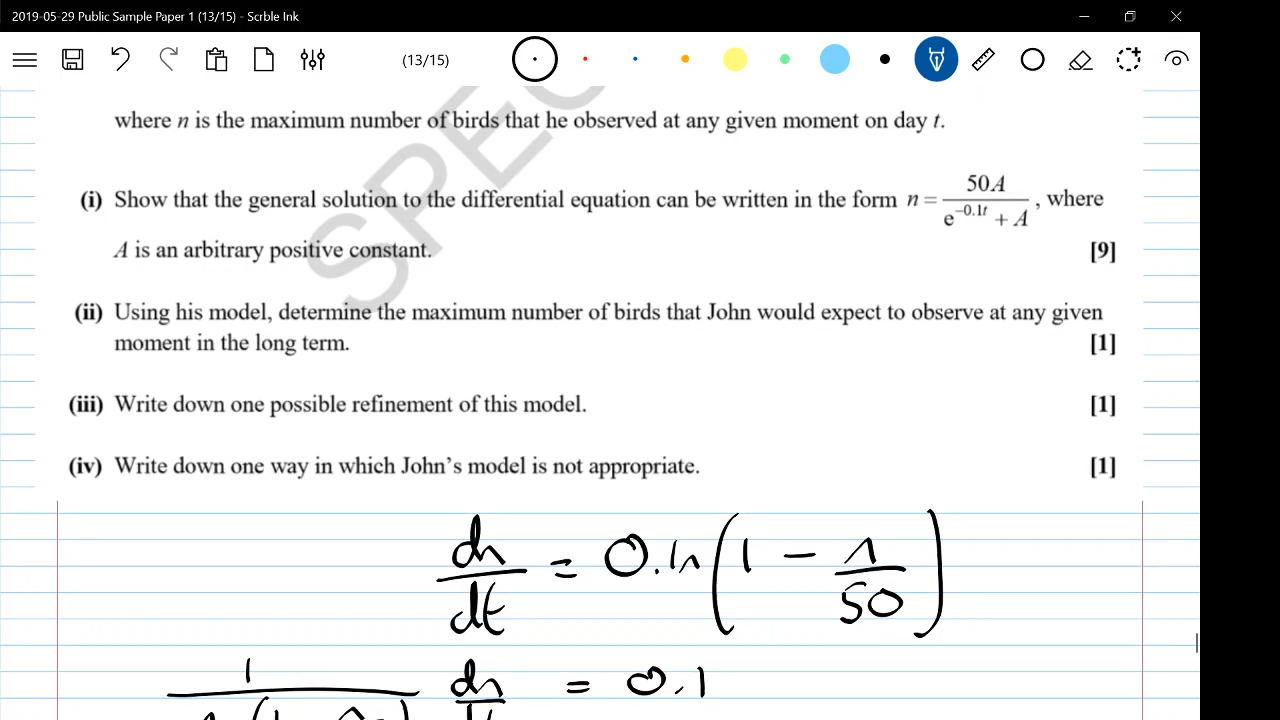 2019-05-29 Public Sample Paper 1 (13/15) - Scrble Ink
(13/15)
SPEC
where n is the maximum number of birds that he observed at any given moment on day t.
(i) Show that the general solution to the differential equation can be written in the form n = 50A / (e^{-0.1t} + A), where
A is an arbitrary positive constant. [9]
(ii) Using his model, determine the maximum number of birds that John would expect to observe at any given
moment in the long term. [1]
(iii) Write down one possible refinement of this model. [1]
(iv) Write down one way in which John's model is not appropriate. [1]
dn/dt = 0.1n(1 - n/50)
dn = 0.1